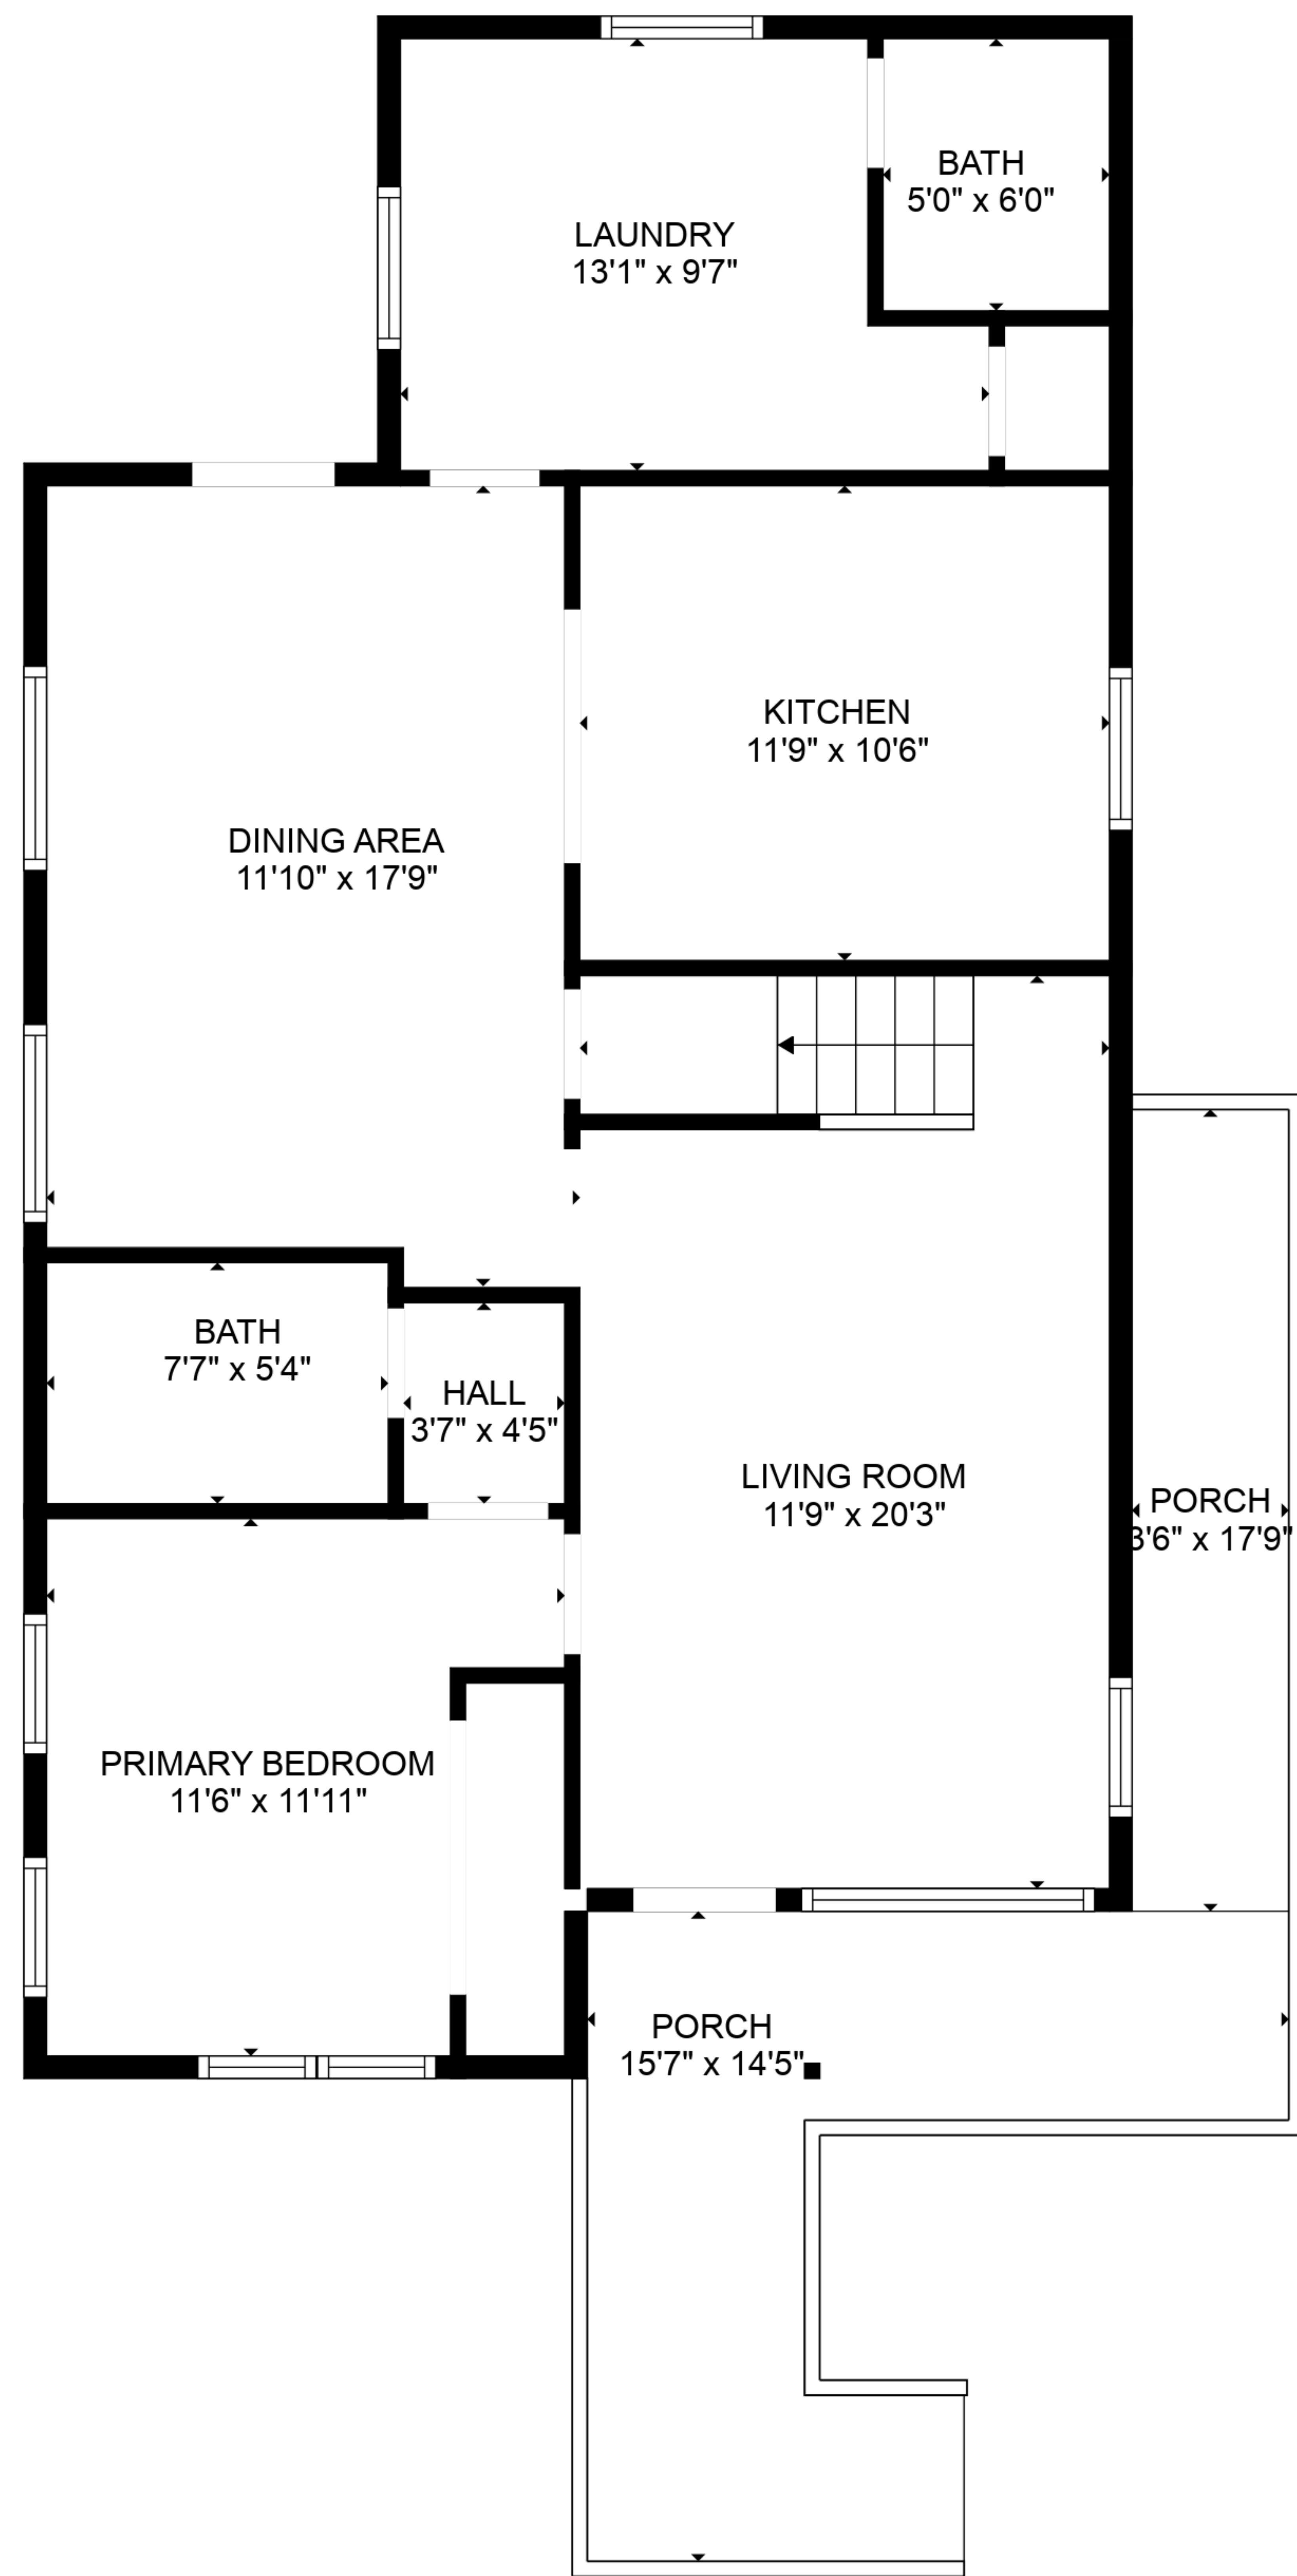 BATH
5'0" x 6'0"
LAUNDRY
13'1" x 9'7"
KITCHEN
11'9" x 10'6"
DINING AREA
11'10" x 17'9"
BATH
7'7" x 5'4"
HALL
3'7" x 4'5"
LIVING ROOM
11'9" x 20'3"
PORCH
3'6" x 17'9"
PRIMARY BEDROOM
11'6" x 11'11"
PORCH
15'7" x 14'5"